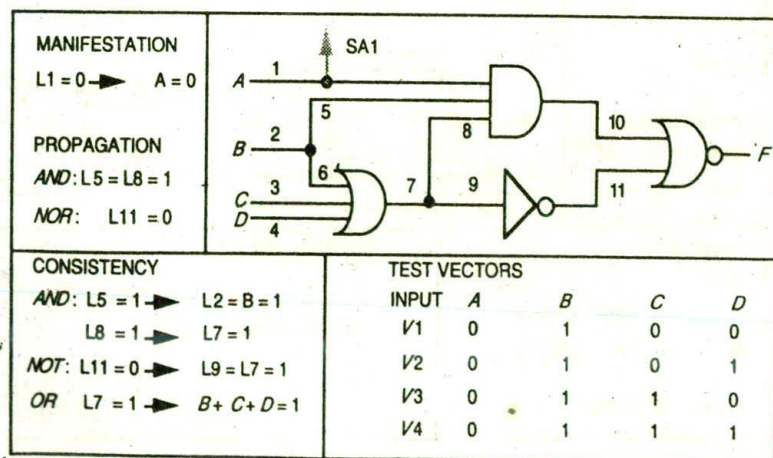 MANIFESTATION
L1 = 0 → A = 0
PROPAGATION
AND: L5 = L8 = 1
NOR: L11 = 0
SA1
A 1
5
B 2
6
C 3
D 4
7
8
9
10
11
F
CONSISTENCY
AND: L5 = 1 → L2 = B = 1
L8 = 1 → L7 = 1
NOT: L11 = 0 → L9 = L7 = 1
OR L7 = 1 → B + C + D = 1
TEST VECTORS
INPUT A B C D
V1 0 1 0 0
V2 0 1 0 1
V3 0 1 1 0
V4 0 1 1 1